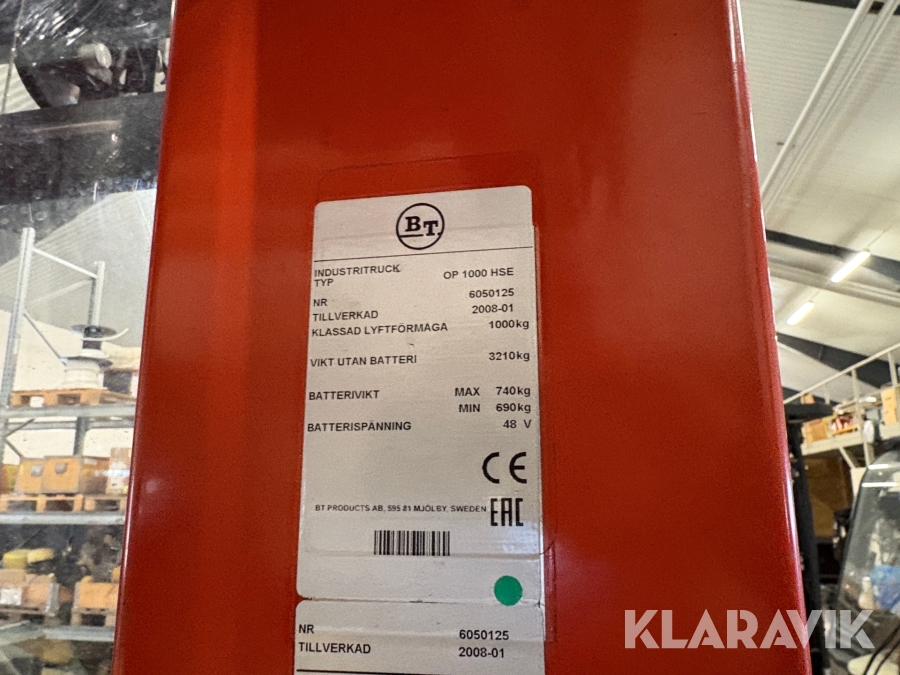 BT
INDUSTRITRUCK
TYP OP 1000 HSE
NR 6050125
TILLVERKAD 2008-01
KLASSAD LYFTFÖRMÅGA 1000kg
VIKT UTAN BATTERI 3210kg
BATTERIVIKT MAX 740kg
MIN 690kg
BATTERISPÄNNING 48 V
CE
BT PRODUCTS AB, 595 81 MJÖLBY, SWEDEN EAC
NR 6050125
TILLVERKAD 2008-01
KLARAVIK